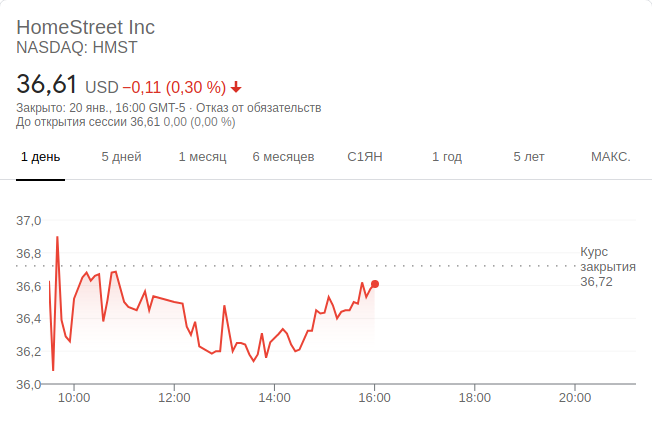 HomeStreet Inc
NASDAQ: HMST
36,61 USD −0,11 (0,30 %)
Закрыто: 20 янв., 16:00 GMT-5 · Отказ от обязательств
До открытия сессии 36,61 0,00 (0,00 %)
1 день 5 дней 1 месяц 6 месяцев С1ЯН 1 год 5 лет МАКС.
37,0
36,8
36,6
36,4
36,2
36,0
Курс
закрытия
36,72
10:00 12:00 14:00 16:00 18:00 20:00